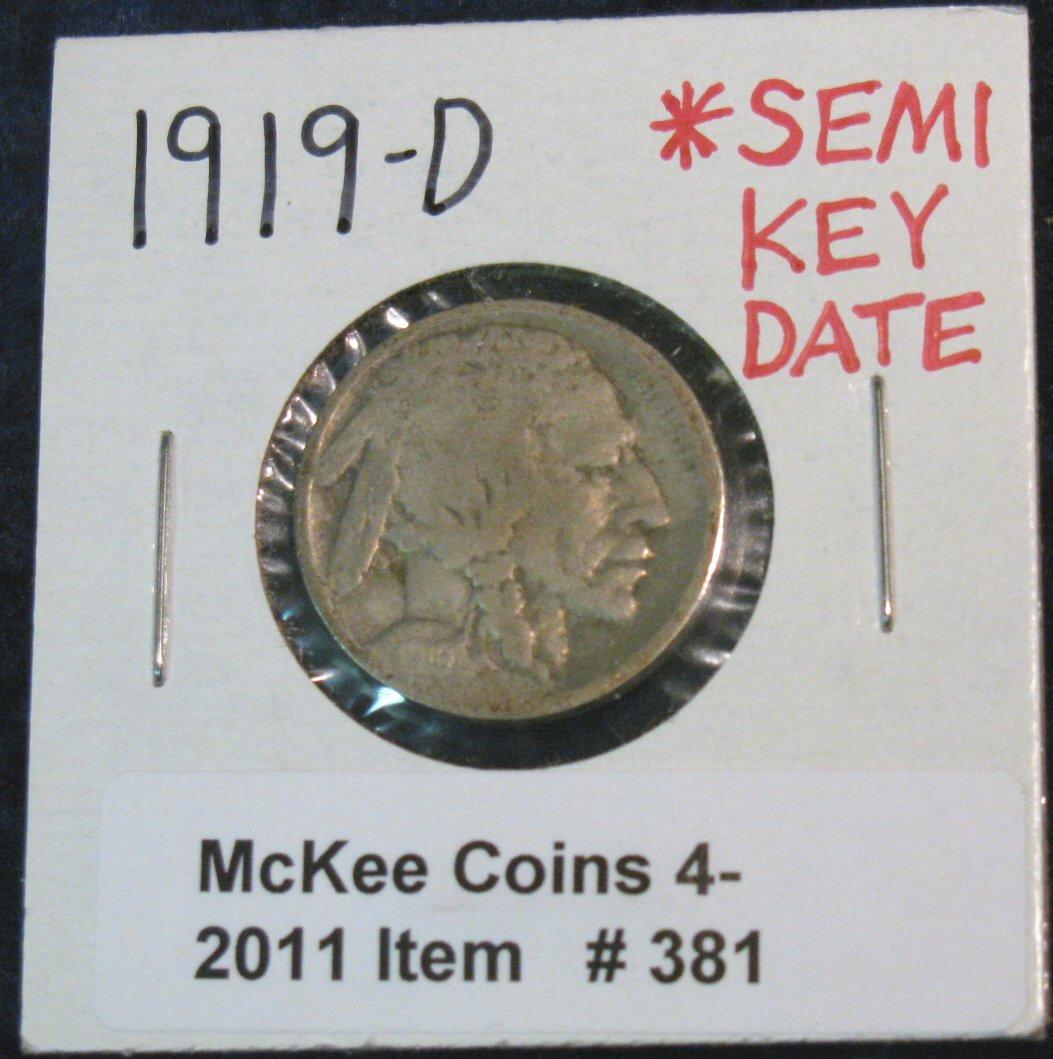 1919-D
*SEMI
KEY
DATE
McKee Coins 4-
2011 Item # 381